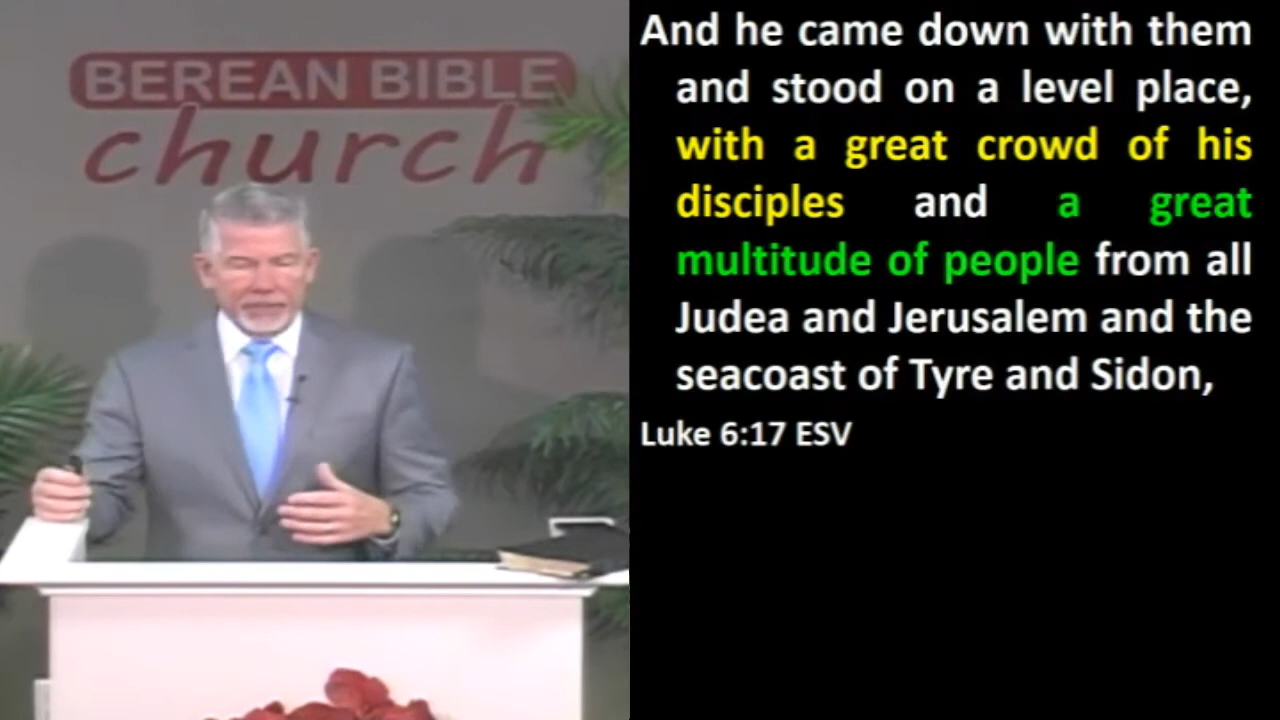 BEREAN BIBLE
church
And he came down with them
and stood on a level place,
with a great crowd of his
disciples and a great
multitude of people from all
Judea and Jerusalem and the
seacoast of Tyre and Sidon,
Luke 6:17 ESV